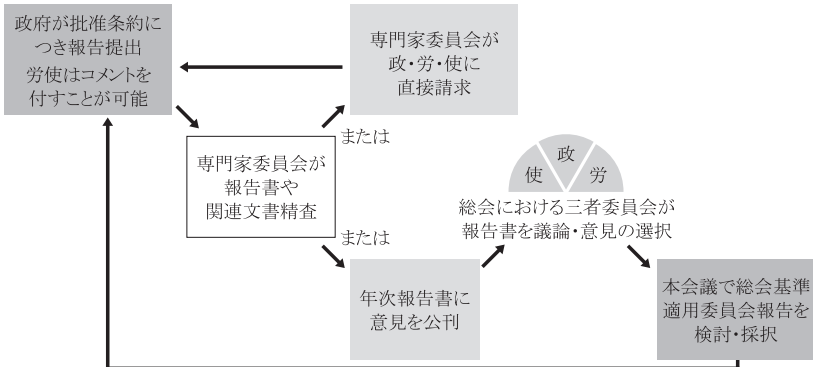 政府が批准条約に
つき報告提出
労使はコメントを
付すことが可能
専門家委員会が
政・労・使に
直接請求
または
専門家委員会が
報告書や
関連文書精査
または
年次報告書に
意見を公刊
使
政
労
総会における三者委員会が
報告書を議論・意見の選択
本会議で総会基準
適用委員会報告を
検討・採択